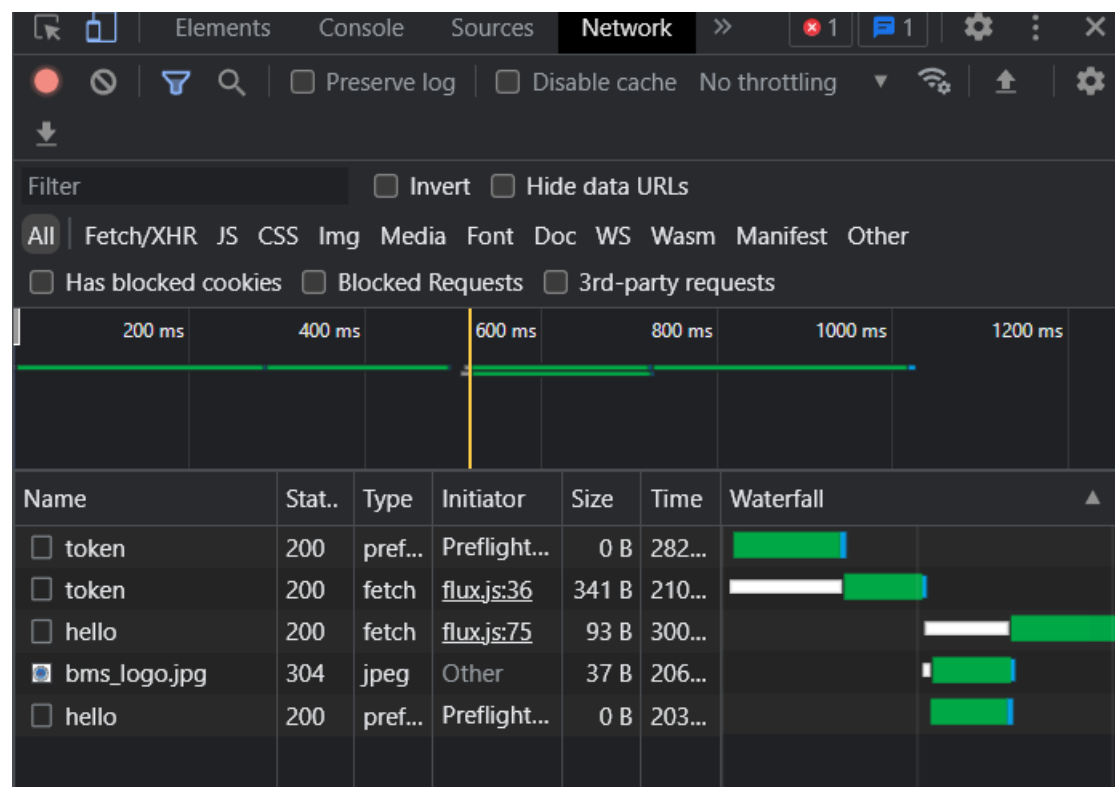 Elements Console Sources Network 1 1
Preserve log Disable cache No throttling
Filter Invert Hide data URLs
All Fetch/XHR JS CSS Img Media Font Doc WS Wasm Manifest Other
Has blocked cookies Blocked Requests 3rd-party requests
200 ms 400 ms 600 ms 800 ms 1000 ms 1200 ms
Name Stat.. Type Initiator Size Time Waterfall
token 200 pref... Preflight... 0 B 282...
token 200 fetch flux.js:36 341 B 210...
hello 200 fetch flux.js:75 93 B 300...
bms_logo.jpg 304 jpeg Other 37 B 206...
hello 200 pref... Preflight... 0 B 203...